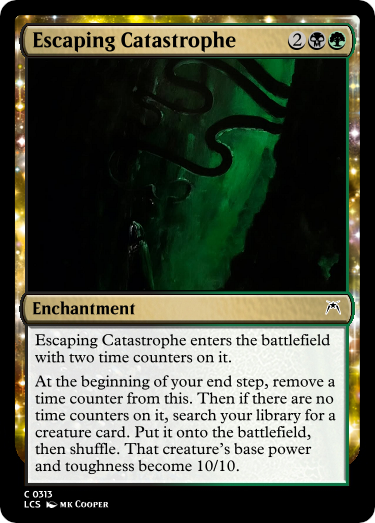 Escaping Catastrophe 2
Enchantment
Escaping Catastrophe enters the battlefield
with two time counters on it.
At the beginning of your end step, remove a
time counter from this. Then if there are no
time counters on it, search your library for a
creature card. Put it onto the battlefield,
then shuffle. That creature's base power
and toughness become 10/10.
C 0313
LCS MK COOPER